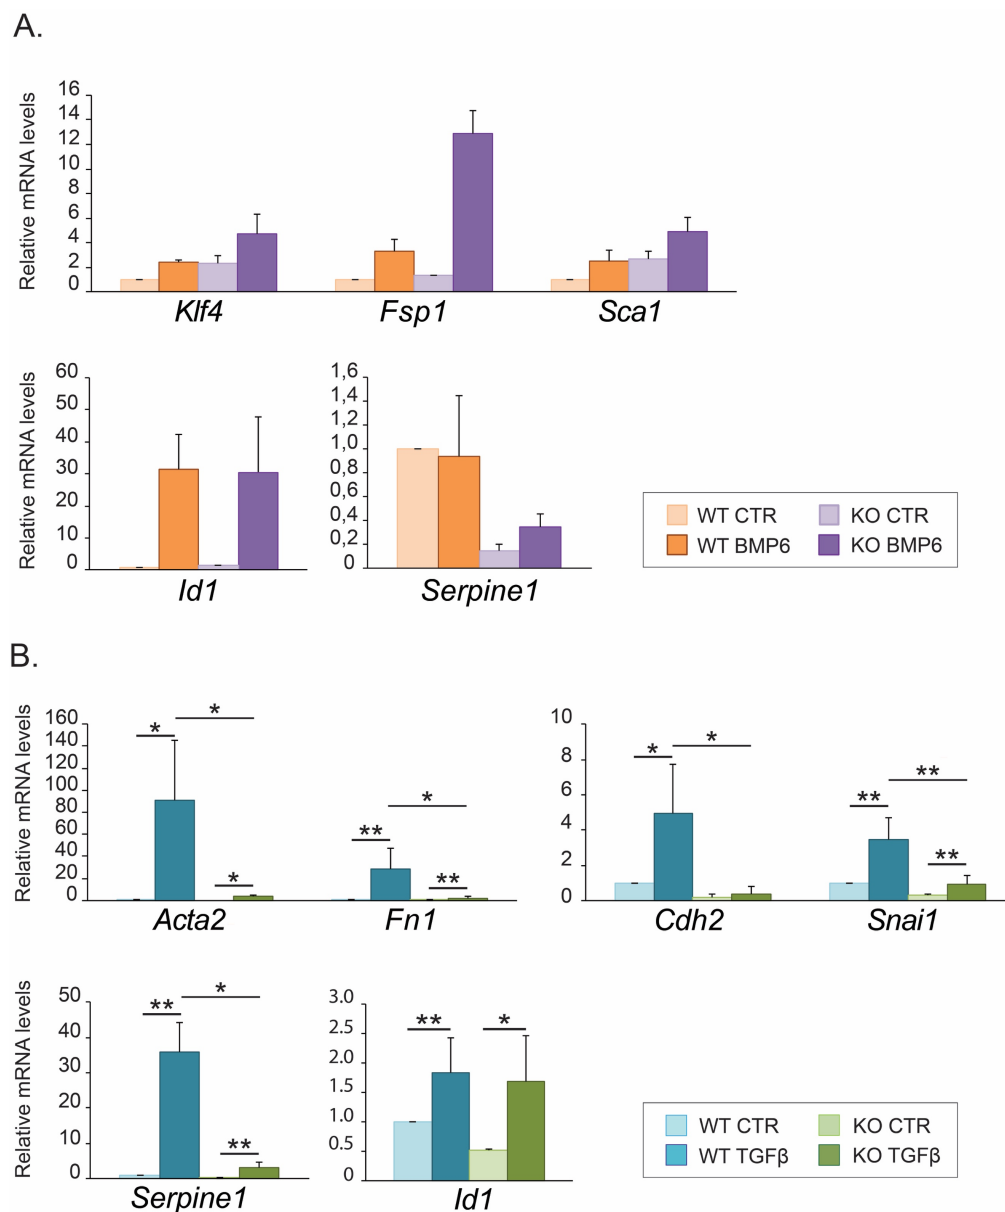 A.
Relative mRNA levels
16
14
12
10
8
6
4
2
0
Klf4 Fsp1 Sca1
Relative mRNA levels
60
50
40
30
20
10
0
Id1
1,6
1,4
1,2
1,0
0,8
0,6
0,4
0,2
0
Serpine1
WT CTR KO CTR
WT BMP6 KO BMP6
B.
Relative mRNA levels
160
140
120
100
80
60
40
20
0
* * * ** * **
Acta2 Fn1
10
8
6
4
2
0
* * ** ** **
Cdh2 Snai1
Relative mRNA levels
50
40
30
20
10
0
** * **
Serpine1
3.0
2.5
2.0
1.5
1.0
0.5
0
** *
Id1
WT CTR KO CTR
WT TGFβ KO TGFβ